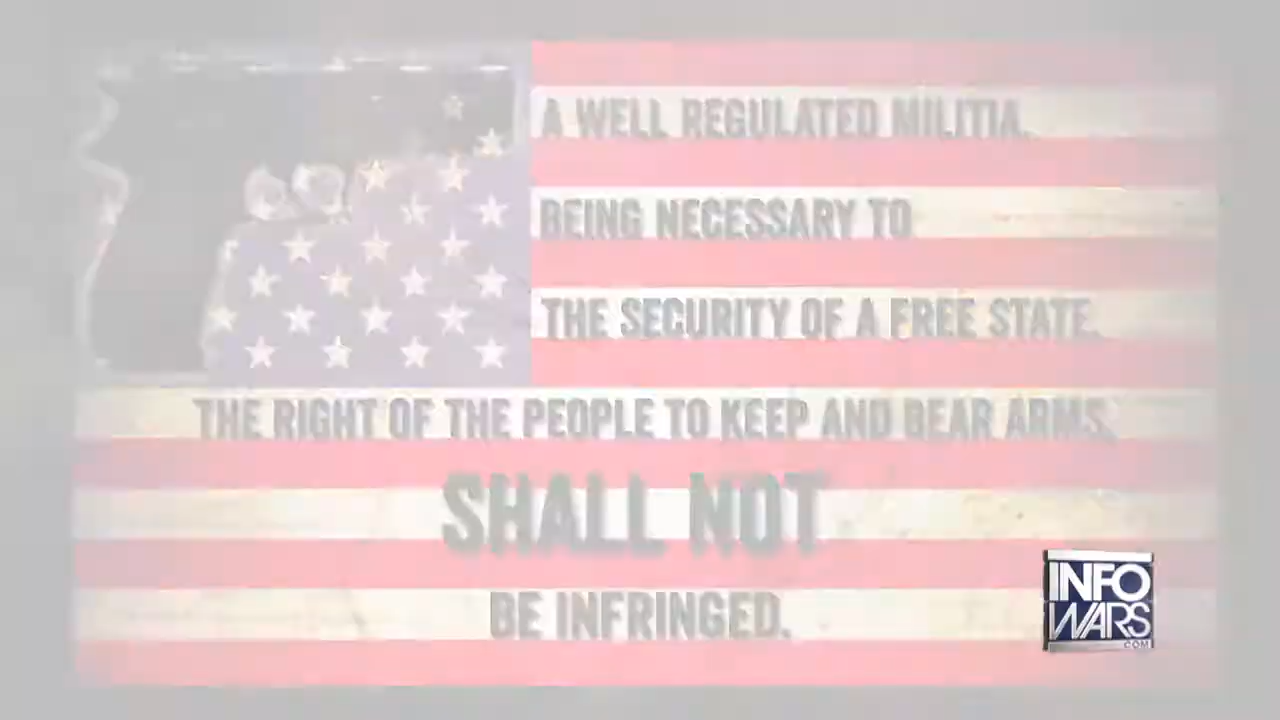 A WELL REGULATED MILITIA,
BEING NECESSARY TO
THE SECURITY OF A FREE STATE,
THE RIGHT OF THE PEOPLE TO KEEP AND BEAR ARMS,
SHALL NOT
BE INFRINGED.
INFO
WARS
.COM